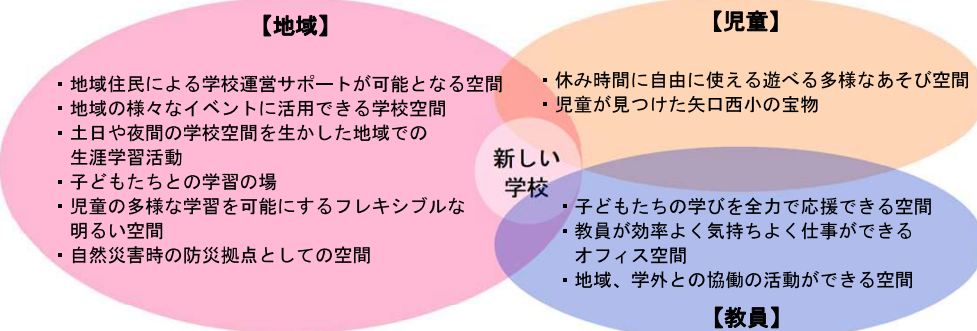 【地域】
・地域住民による学校運営サポートが可能となる空間
・地域の様々なイベントに活用できる学校空間
・土日や夜間の学校空間を生かした地域での
生涯学習活動
・子どもたちとの学習の場
・児童の多様な学習を可能にするフレキシブルな
明るい空間
・自然災害時の防災拠点としての空間
【児童】
・休み時間に自由に使える遊べる多様なあそび空間
・児童が見つけた矢口西小の宝物
新しい
学校
・子どもたちの学びを全力で応援できる空間
・教員が効率よく気持ちよく仕事ができる
オフィス空間
・地域、学外との協働の活動ができる空間
【教員】